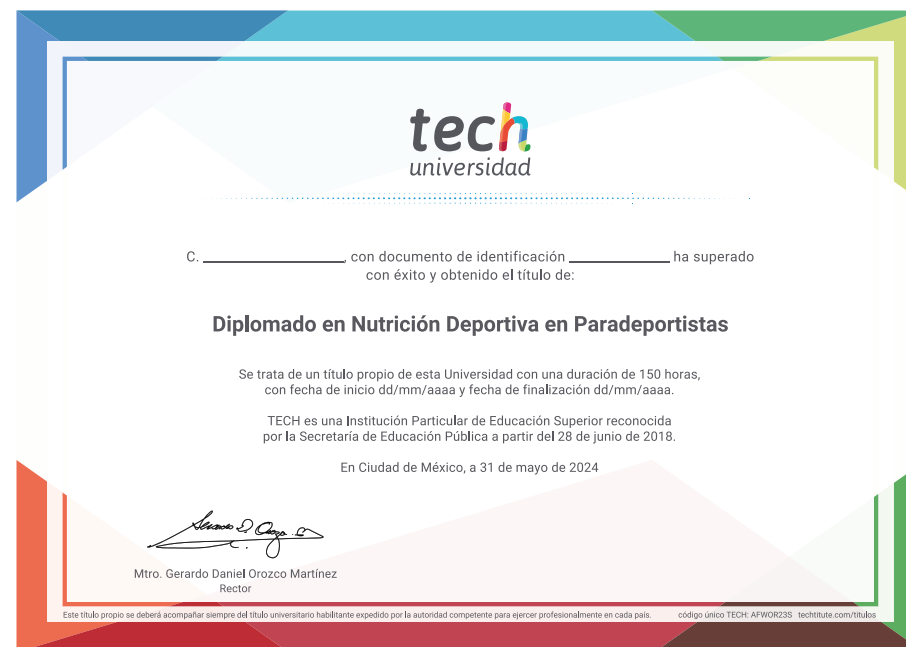 tech
universidad
C. ____________, con documento de identificación ____________ ha superado
con éxito y obtenido el título de:
Diplomado en Nutrición Deportiva en Paradeportistas
Se trata de un título propio de esta Universidad con una duración de 150 horas,
con fecha de inicio dd/mm/aaaa y fecha de finalización dd/mm/aaaa.
TECH es una Institución Particular de Educación Superior reconocida
por la Secretaría de Educación Pública a partir del 28 de junio de 2018.
En Ciudad de México, a 31 de mayo de 2024
Mtro. Gerardo Daniel Orozco Martínez
Rector
Este título propio se deberá acompañar siempre del título universitario habilitante expedido por la autoridad competente para ejercer profesionalmente en cada país. código único TECH: AFWOR23S techtitute.com/titulos